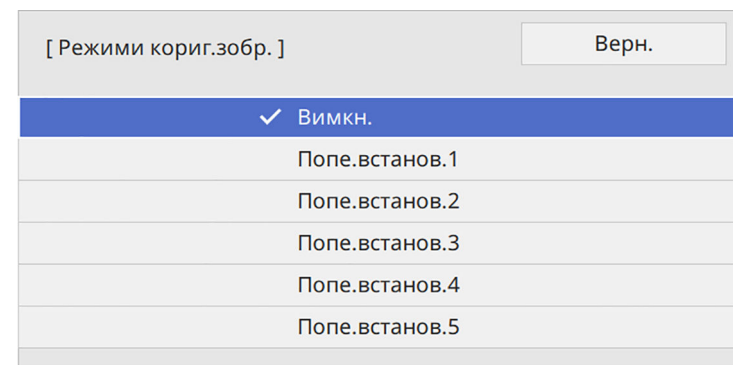 [ Режими кориг.зобр. ]
Верн.
Вимкн.
Попе.встанов.1
Попе.встанов.2
Попе.встанов.3
Попе.встанов.4
Попе.встанов.5